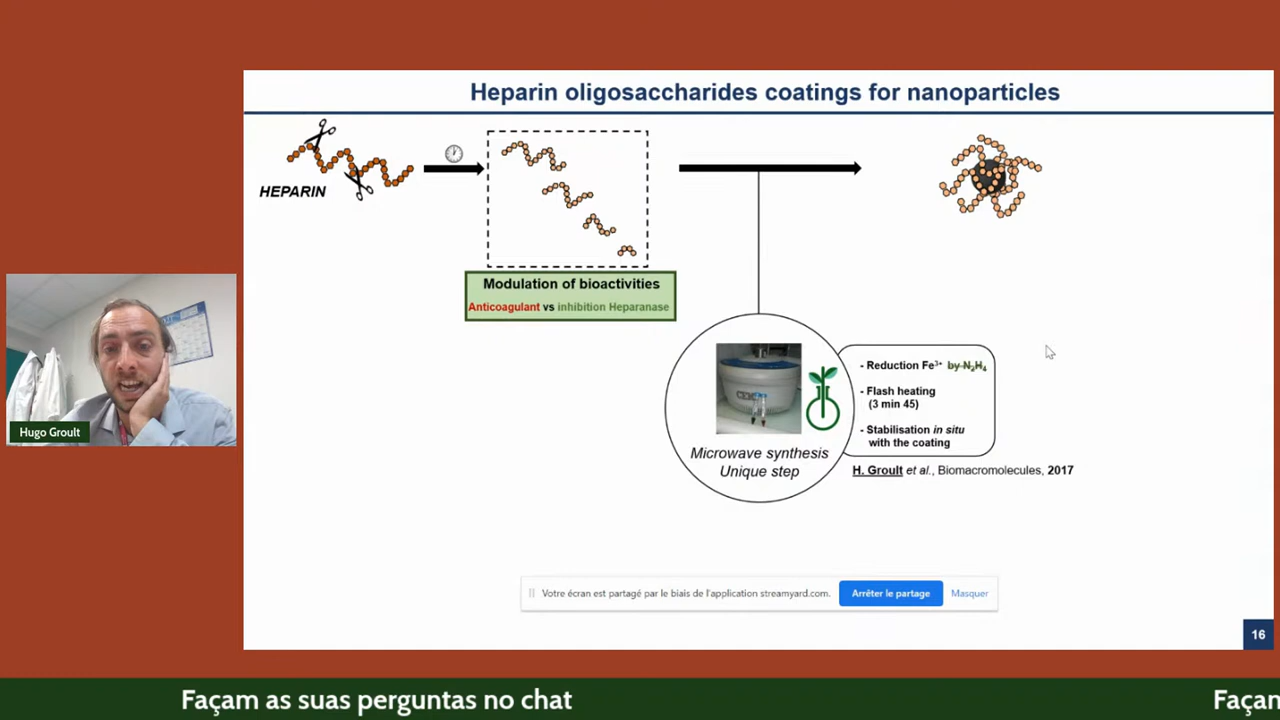 Heparin oligosaccharides coatings for nanoparticles
HEPARIN
Modulation of bioactivities
Anticoagulant vs inhibition Heparanase
CEM
Microwave synthesis
Unique step
- Reduction Fe³⁺ by N₂H₄
- Flash heating
(3 min 45)
- Stabilisation in situ
with the coating
H. Groult et al., Biomacromolecules, 2017
Hugo Groult
Votre écran est partagé par le biais de l'application streamyard.com.
Arrêter le partage
Masquer
16
Façam as suas perguntas no chat
Façam